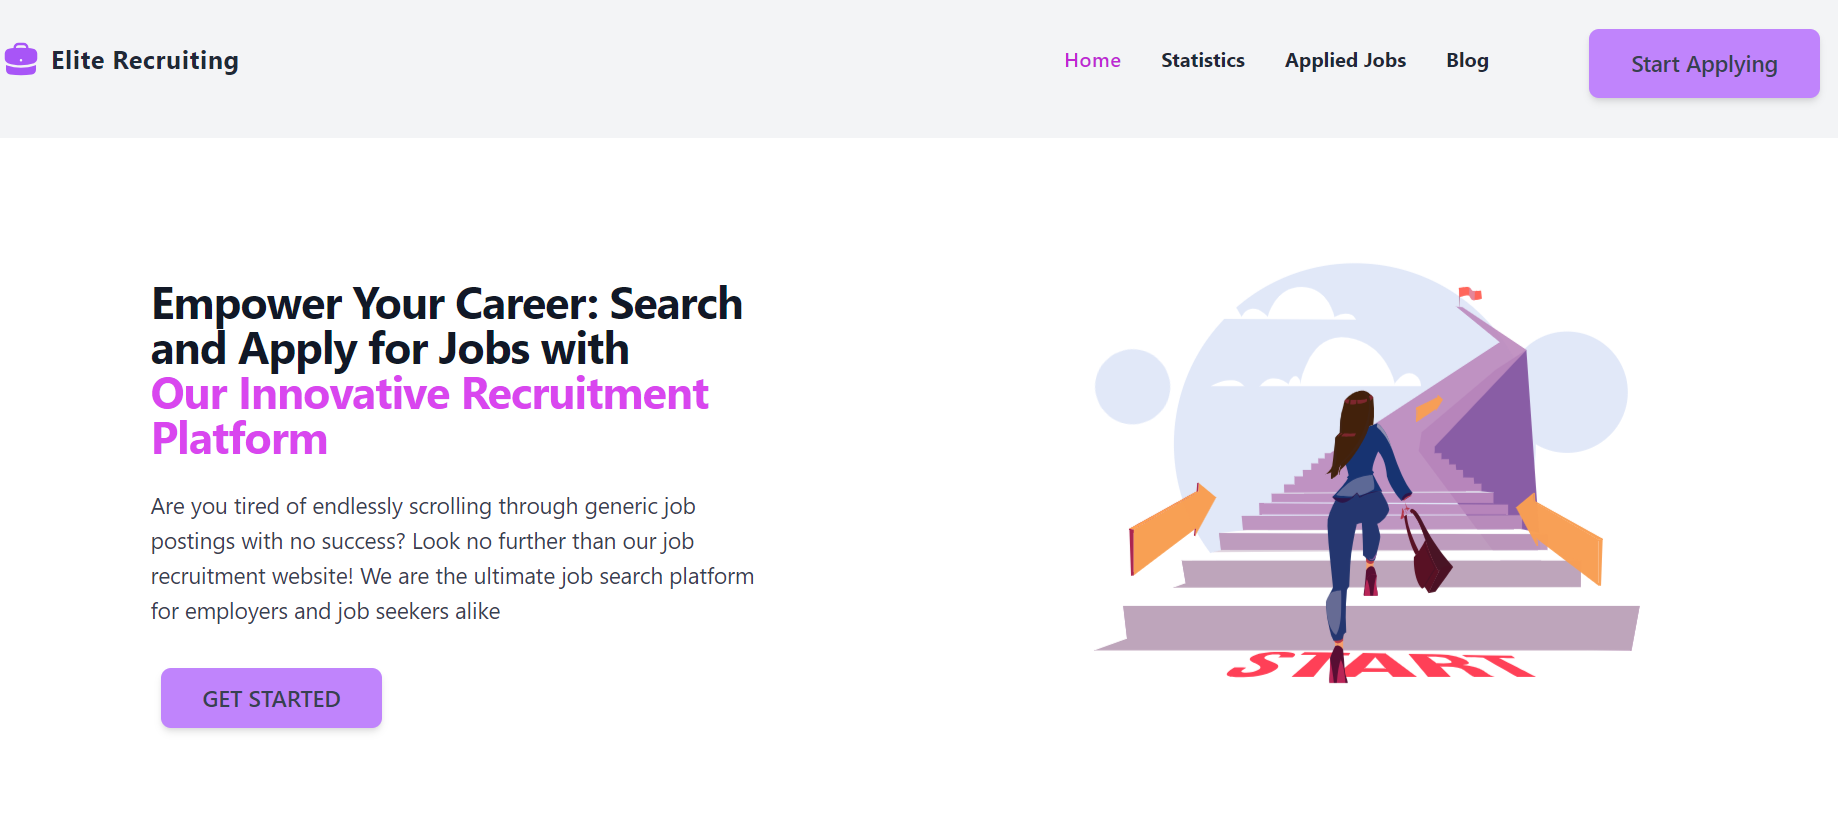 Elite Recruiting
Home
Statistics
Applied Jobs
Blog
Start Applying
Empower Your Career: Search
and Apply for Jobs with
Our Innovative Recruitment
Platform
Are you tired of endlessly scrolling through generic job
postings with no success? Look no further than our job
recruitment website! We are the ultimate job search platform
for employers and job seekers alike
GET STARTED
START